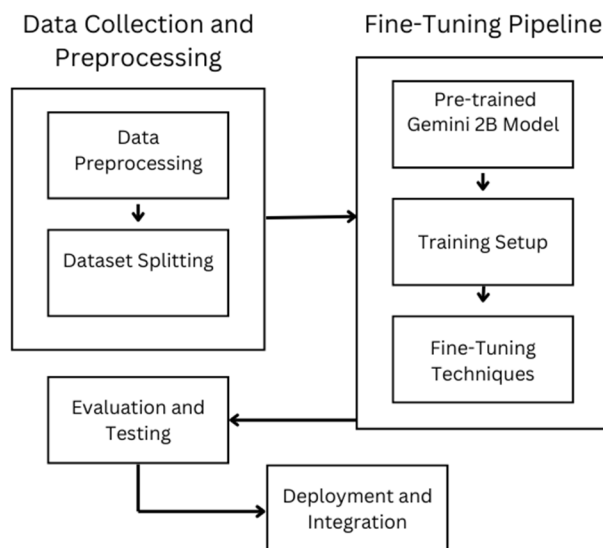 Data Collection and
Preprocessing
Data
Preprocessing
Dataset Splitting
Fine-Tuning Pipeline
Pre-trained
Gemini 2B Model
Training Setup
Fine-Tuning
Techniques
Evaluation and
Testing
Deployment and
Integration